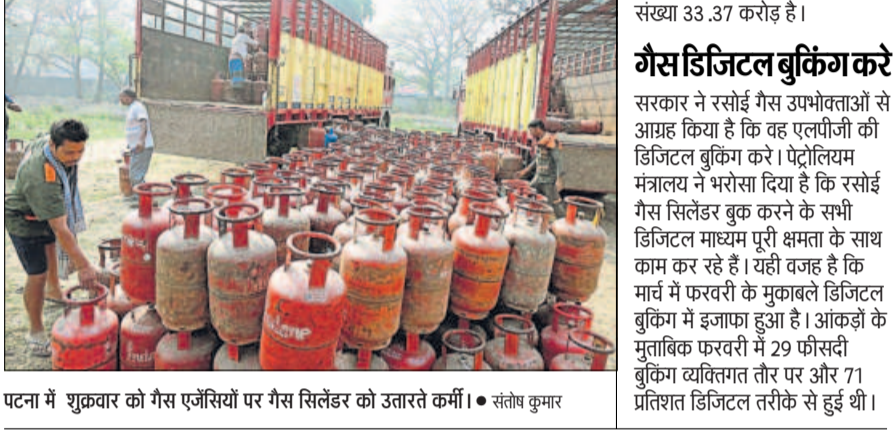 संख्या 33.37 करोड़ है।
गैस डिजिटल बुकिंग करे
सरकार ने रसोई गैस उपभोक्ताओं से
आग्रह किया है कि वह एलपीजी की
डिजिटल बुकिंग करे। पेट्रोलियम
मंत्रालय ने भरोसा दिया है कि रसोई
गैस सिलेंडर बुक करने के सभी
डिजिटल माध्यम पूरी क्षमता के साथ
काम कर रहे हैं। यही वजह है कि
मार्च में फरवरी के मुकाबले डिजिटल
बुकिंग में इजाफा हुआ है। आंकड़ों के
मुताबिक फरवरी में 29 फीसदी
बुकिंग व्यक्तिगत तौर पर और 71
प्रतिशत डिजिटल तरीके से हुई थी।
Indane
पटना में शुक्रवार को गैस एजेंसियों पर गैस सिलेंडर को उतारते कर्मी। ● संतोष कुमार